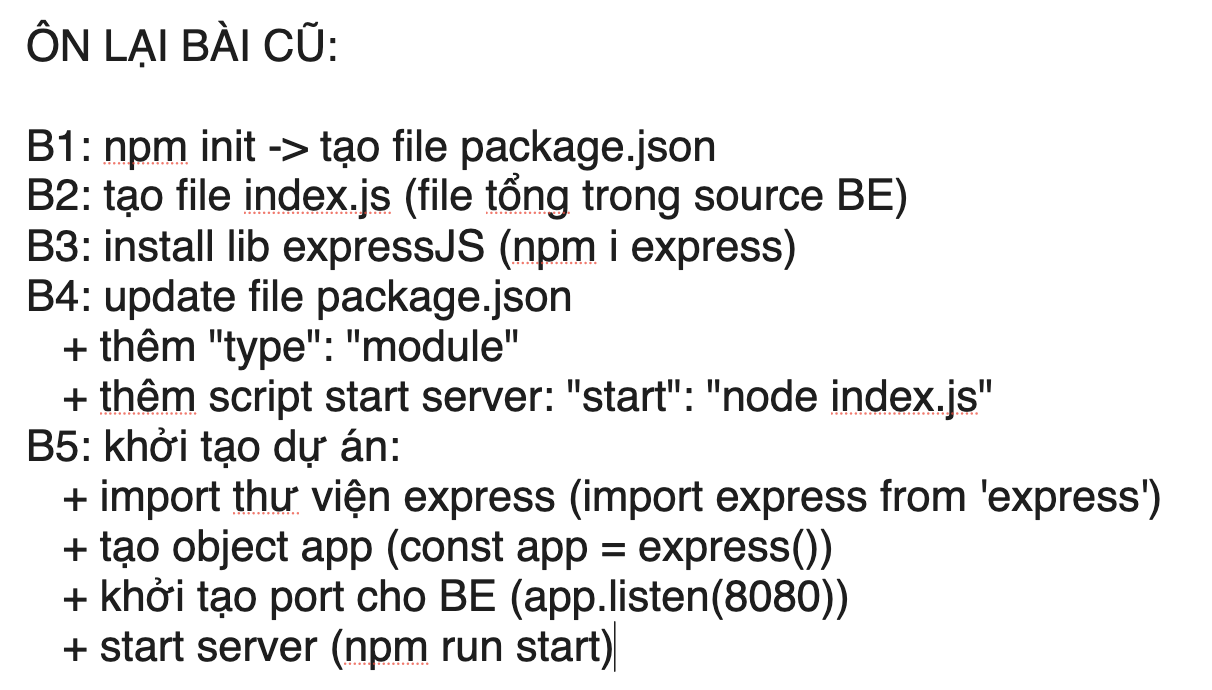 ÔN LẠI BÀI CŨ:
B1: npm init -> tạo file package.json
B2: tạo file index.js (file tổng trong source BE)
B3: install lib expressJS (npm i express)
B4: update file package.json
+ thêm "type": "module"
+ thêm script start server: "start": "node index.js"
B5: khởi tạo dự án:
+ import thư viện express (import express from 'express')
+ tạo object app (const app = express())
+ khởi tạo port cho BE (app.listen(8080))
+ start server (npm run start)